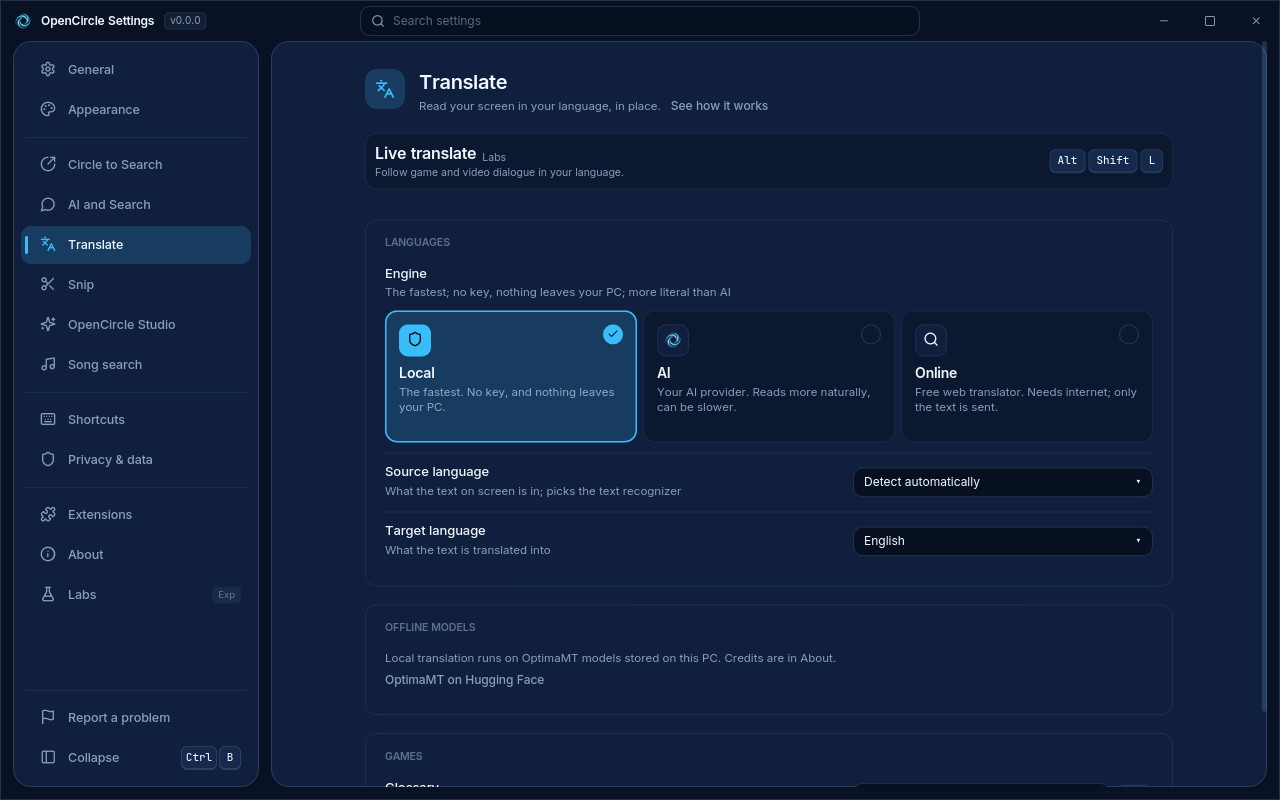 OpenCircle Settings v0.0.0
Search settings
General
Appearance
Circle to Search
AI and Search
Translate
Snip
OpenCircle Studio
Song search
Shortcuts
Privacy & data
Extensions
About
Labs Exp
Report a problem
Collapse Ctrl B
Translate
Read your screen in your language, in place. See how it works
Live translate Labs
Follow game and video dialogue in your language.
Alt Shift L
LANGUAGES
Engine
The fastest; no key, nothing leaves your PC; more literal than AI
Local
The fastest. No key, and nothing leaves
your PC.
AI
Your AI provider. Reads more naturally,
can be slower.
Online
Free web translator. Needs internet; only
the text is sent.
Source language
What the text on screen is in; picks the text recognizer
Detect automatically
Target language
What the text is translated into
English
OFFLINE MODELS
Local translation runs on OptimaMT models stored on this PC. Credits are in About.
OptimaMT on Hugging Face
GAMES
Glossary